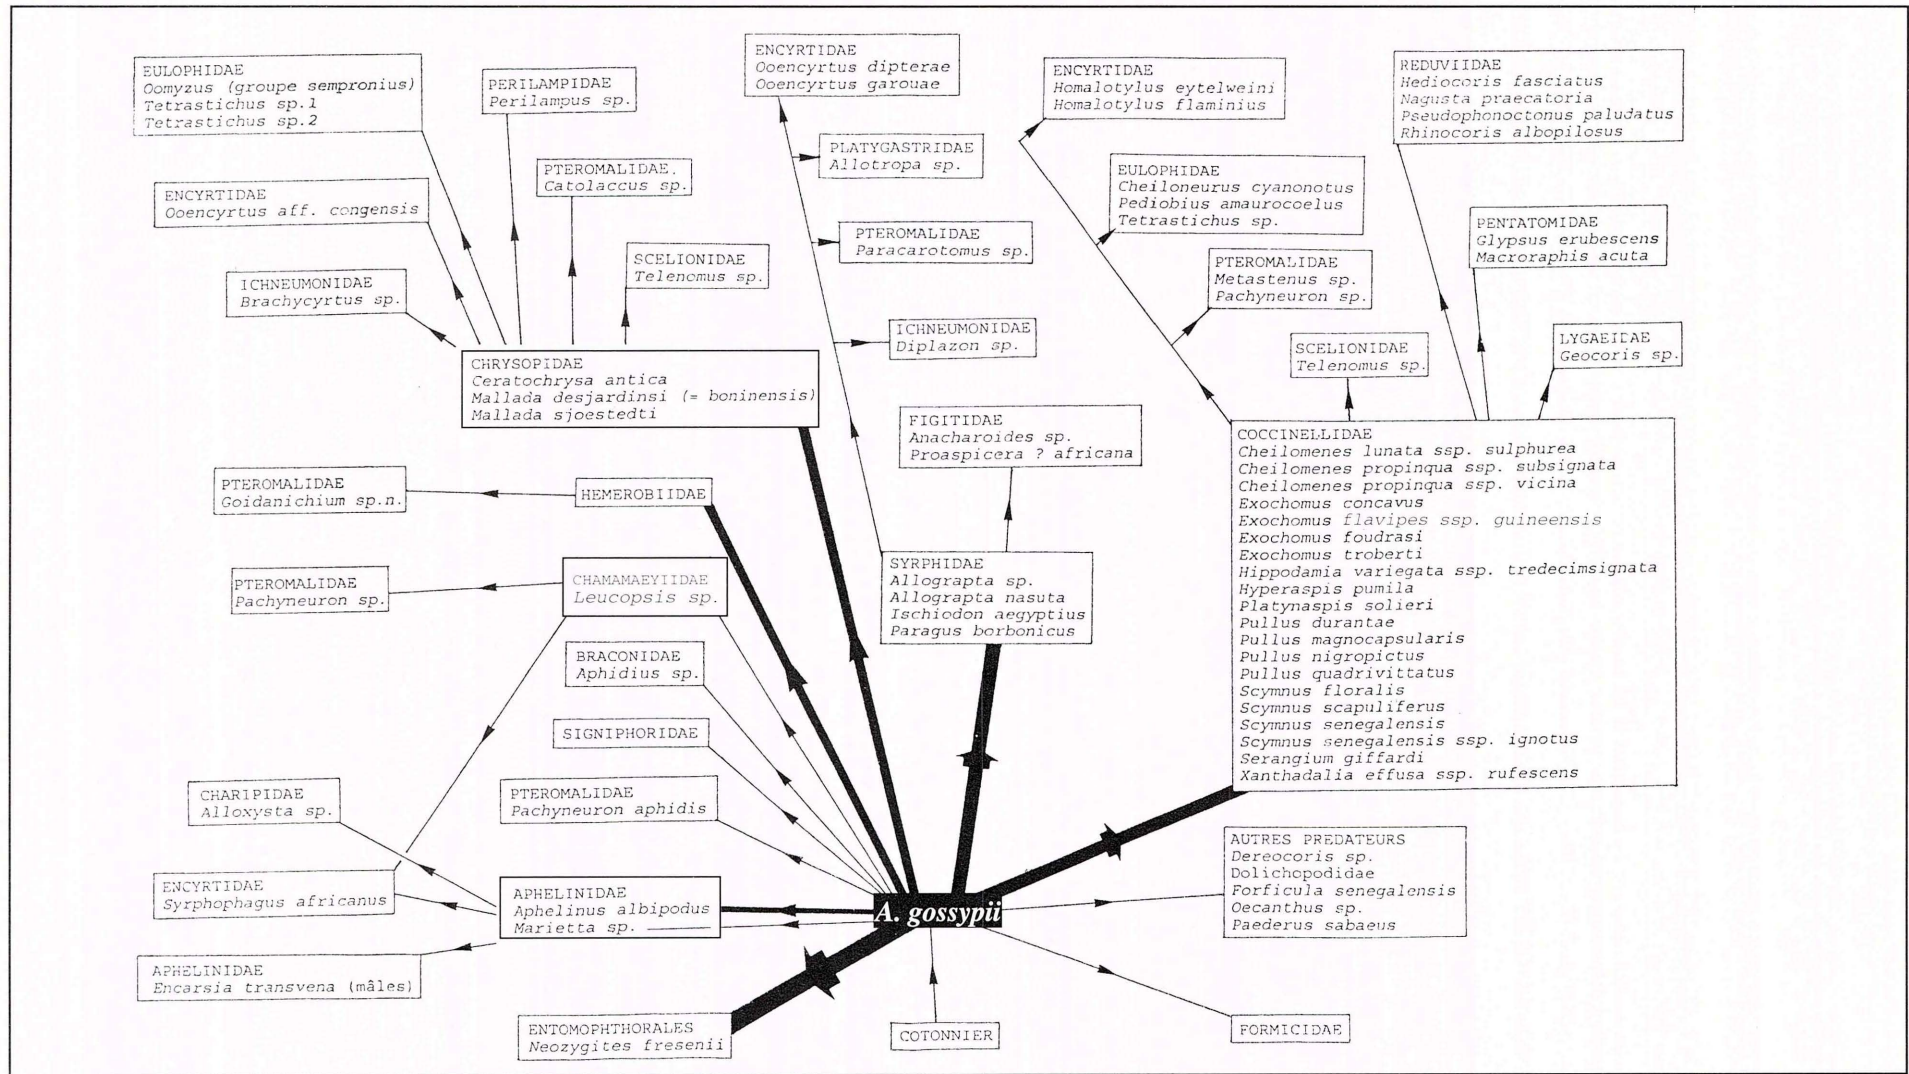 EULOPHIDAE
Oomyzus (groupe sempronius)
Tetrastichus sp.1
Tetrastichus sp.2
PERILAMPIDAE
Perilampus sp.
ENCYRTIDAE
Ooencyrtus dipterae
Ooencyrtus garouae
ENCYRTIDAE
Homalotylus eytelweini
Homalotylus flaminius
REDUVIIDAE
Hediocoris fasciatus
Nagusta praecatoria
Pseudophonoctonus paludatus
Rhinocoris albopilosus
PLATYGASTRIDAE
Allotropa sp.
PTEROMALIDAE.
Catolaccus sp.
EULOPHIDAE
Cheiloneurus cyanonotus
Pediobius amaurocoelus
Tetrastichus sp.
ENCYRTIDAE
Ooencyrtus aff. congensis
PENTATOMIDAE
Glypsus erubescens
Macroraphis acuta
PTEROMALIDAE
Paracarotomus sp.
SCELIONIDAE
Telenomus sp.
PTEROMALIDAE
Metastenus sp.
Pachyneuron sp.
ICHNEUMONIDAE
Brachycyrtus sp.
ICHNEUMONIDAE
Diplazon sp.
LYGAEIDAE
Geocoris sp.
SCELIONIDAE
Telenomus sp.
CHRYSOPIDAE
Ceratochrysa antica
Mallada desjardinsi (= boninensis)
Mallada sjoestedti
FIGITIDAE
Anacharoides sp.
Proaspicera ? africana
COCCINELLIDAE
Cheilomenes lunata ssp. sulphurea
Cheilomenes propinqua ssp. subsignata
Cheilomenes propinqua ssp. vicina
Exochomus concavus
Exochomus flavipes ssp. guineensis
Exochomus foudrasi
Exochomus troberti
Hippodamia variegata ssp. tredecimsignata
Hyperaspis pumila
Platynaspis solieri
Pullus durantae
Pullus magnocapsularis
Pullus nigropictus
Pullus quadrivittatus
Scymnus floralis
Scymnus scapuliferus
Scymnus senegalensis
Scymnus senegalensis ssp. ignotus
Serangium giffardi
Xanthadalia effusa ssp. rufescens
PTEROMALIDAE
Goidanichium sp.n.
HEMEROBIIDAE
PTEROMALIDAE
Pachyneuron sp.
CHAMAMAEYIIDAE
Leucopsis sp.
SYRPHIDAE
Allograpta sp.
Allograpta nasuta
Ischiodon aegyptius
Paragus borbonicus
BRACONIDAE
Aphidius sp.
SIGNIPHORIDAE
CHARIPIDAE
Alloxysta sp.
PTEROMALIDAE
Pachyneuron aphidis
AUTRES PREDATEURS
Dereocoris sp.
Dolichopodidae
Forficula senegalensis
Oecanthus sp.
Paederus sabaeus
ENCYRTIDAE
Syrphophagus africanus
APHELINIDAE
Aphelinus albipodus
Marietta sp.
A. gossypii
APHELINIDAE
Encarsia transvena (mâles)
ENTOMOPHTHORALES
Neozygites fresenii
COTONNIER
FORMICIDAE